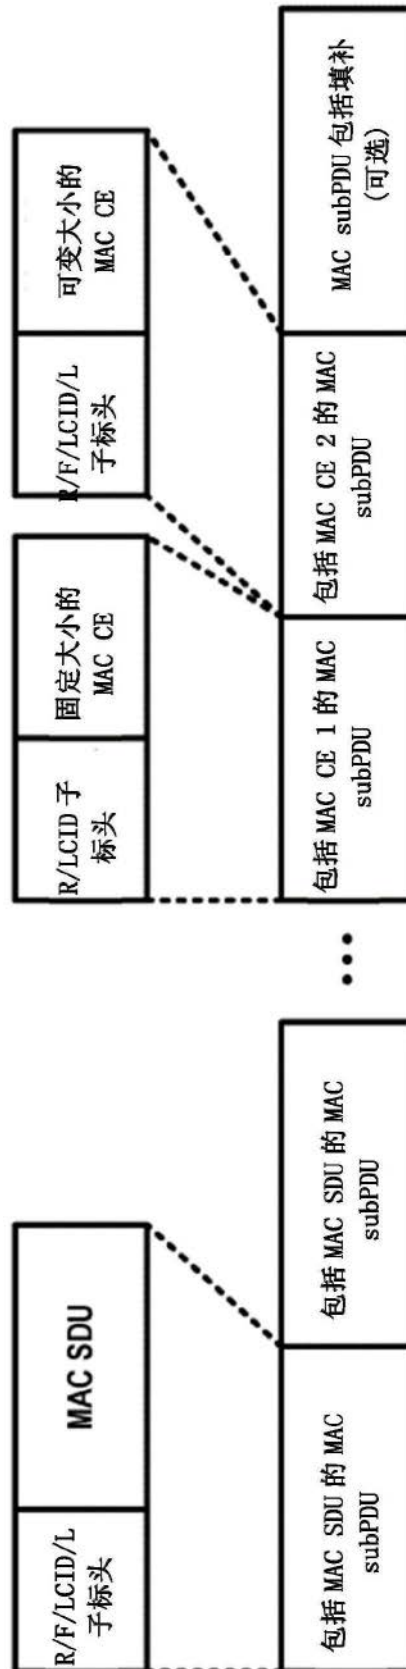 R/F/LCID/L
子标头
MAC SDU
R/LCID 子
标头
固定大小的
MAC CE
R/F/LCID/L
子标头
可变大小的
MAC CE
包括 MAC SDU 的 MAC
subPDU
包括 MAC SDU 的 MAC
subPDU
...
包括 MAC CE 1 的 MAC
subPDU
包括 MAC CE 2 的 MAC
subPDU
MAC subPDU 包括填补
(可选)